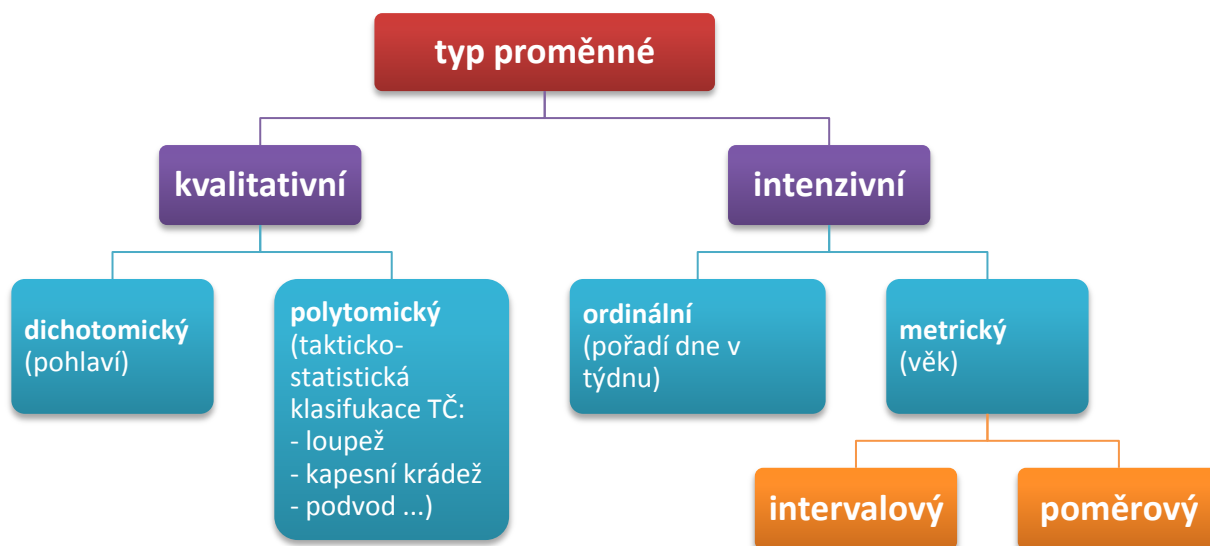 typ proměnné
kvalitativní
intenzivní
dichotomický
(pohlaví)
polytomický
(takticko-
statistická
klasifukace TČ:
- loupež
- kapesní krádež
- podvod ...)
ordinální
(pořadí dne v
týdnu)
metrický
(věk)
intervalový
poměrový